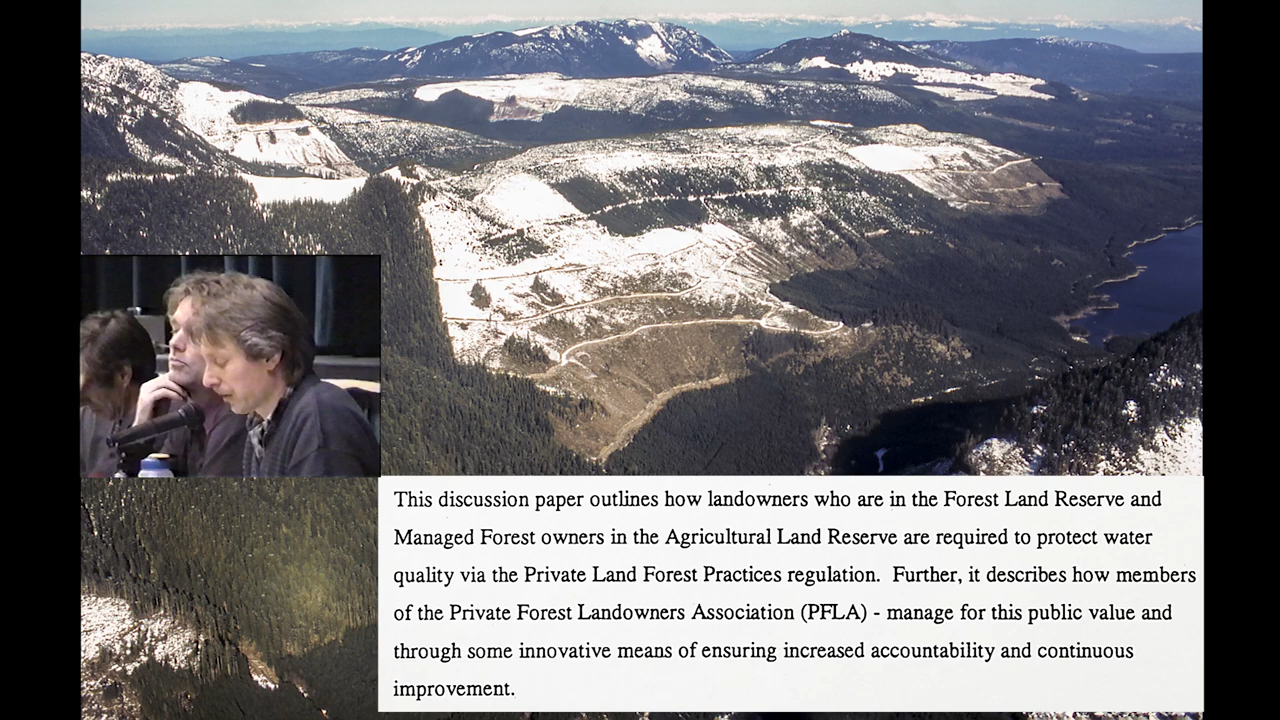 This discussion paper outlines how landowners who are in the Forest Land Reserve and
Managed Forest owners in the Agricultural Land Reserve are required to protect water
quality via the Private Land Forest Practices regulation.  Further, it describes how members
of the Private Forest Landowners Association (PFLA) - manage for this public value and
through some innovative means of ensuring increased accountability and continuous
improvement.